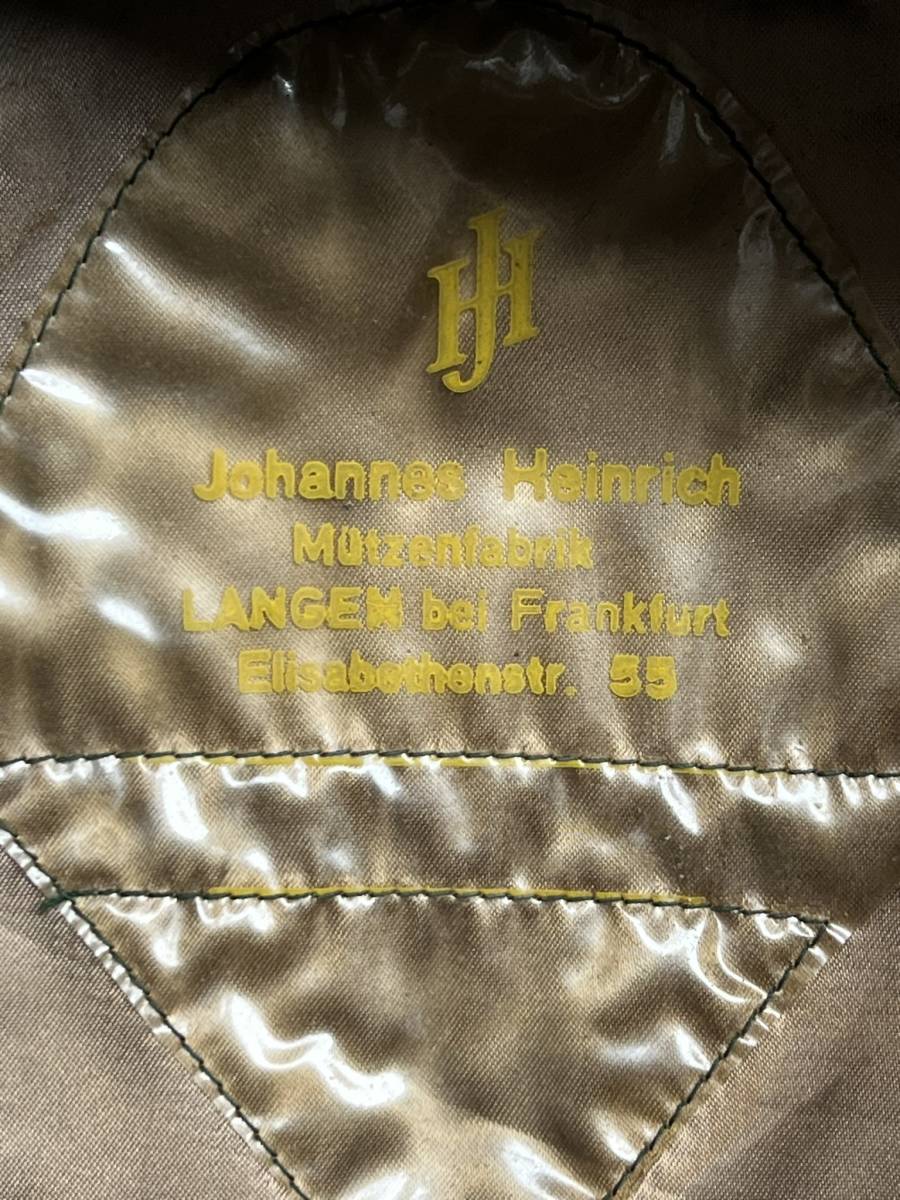 JH
Johannes Heinrich
Mützenfabrik
LANGEN bei Frankfurt
Elisabethenstr. 55